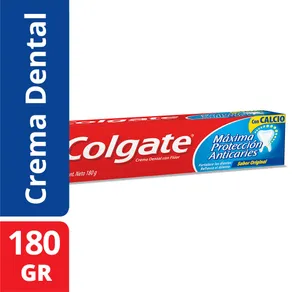 Crema Dental
180
GR
Colgate
Crema Dental con Flúor
Cont. Neto 180 g
Con CALCIO
Máxima
Protección
Anticaries
Sabor Original